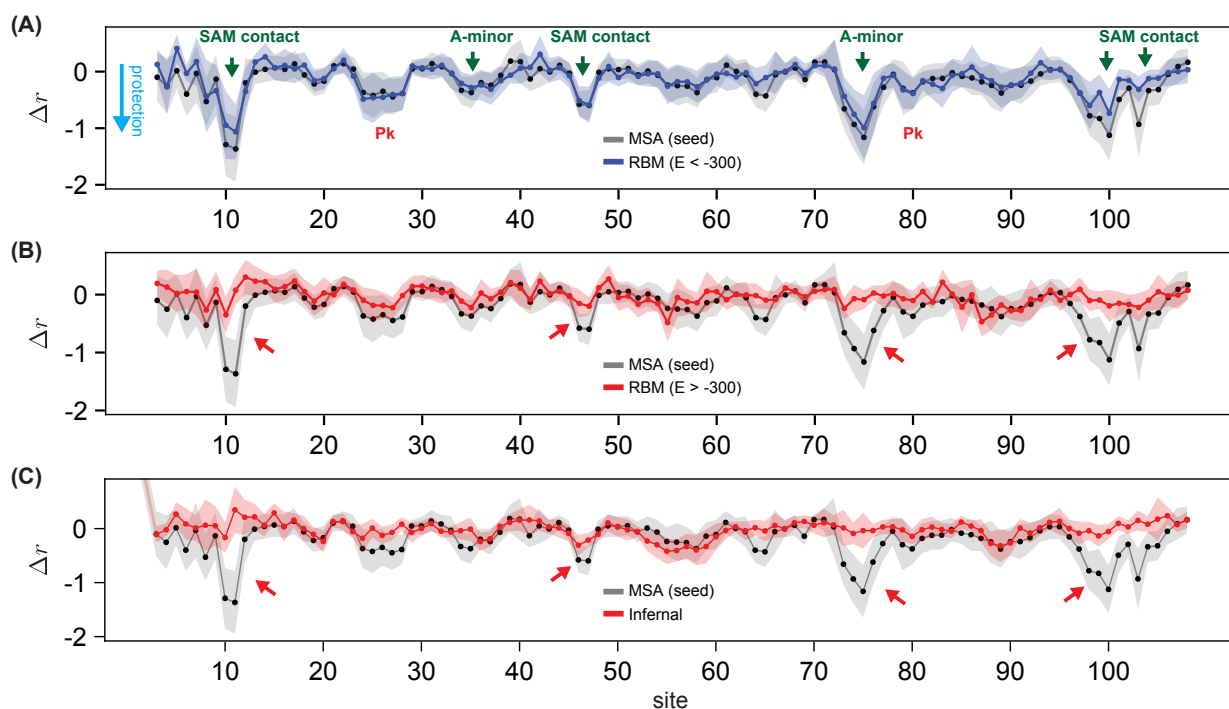 (A)
SAM contact
A-minor
SAM contact
A-minor
SAM contact
0
-1
-2
Δr
protection
Pk
Pk
MSA (seed)
RBM (E < -300)
10 20 30 40 50 60 70 80 90 100
(B)
0
-1
-2
Δr
MSA (seed)
RBM (E > -300)
10 20 30 40 50 60 70 80 90 100
(C)
0
-1
-2
Δr
MSA (seed)
Infernal
10 20 30 40 50 60 70 80 90 100
site